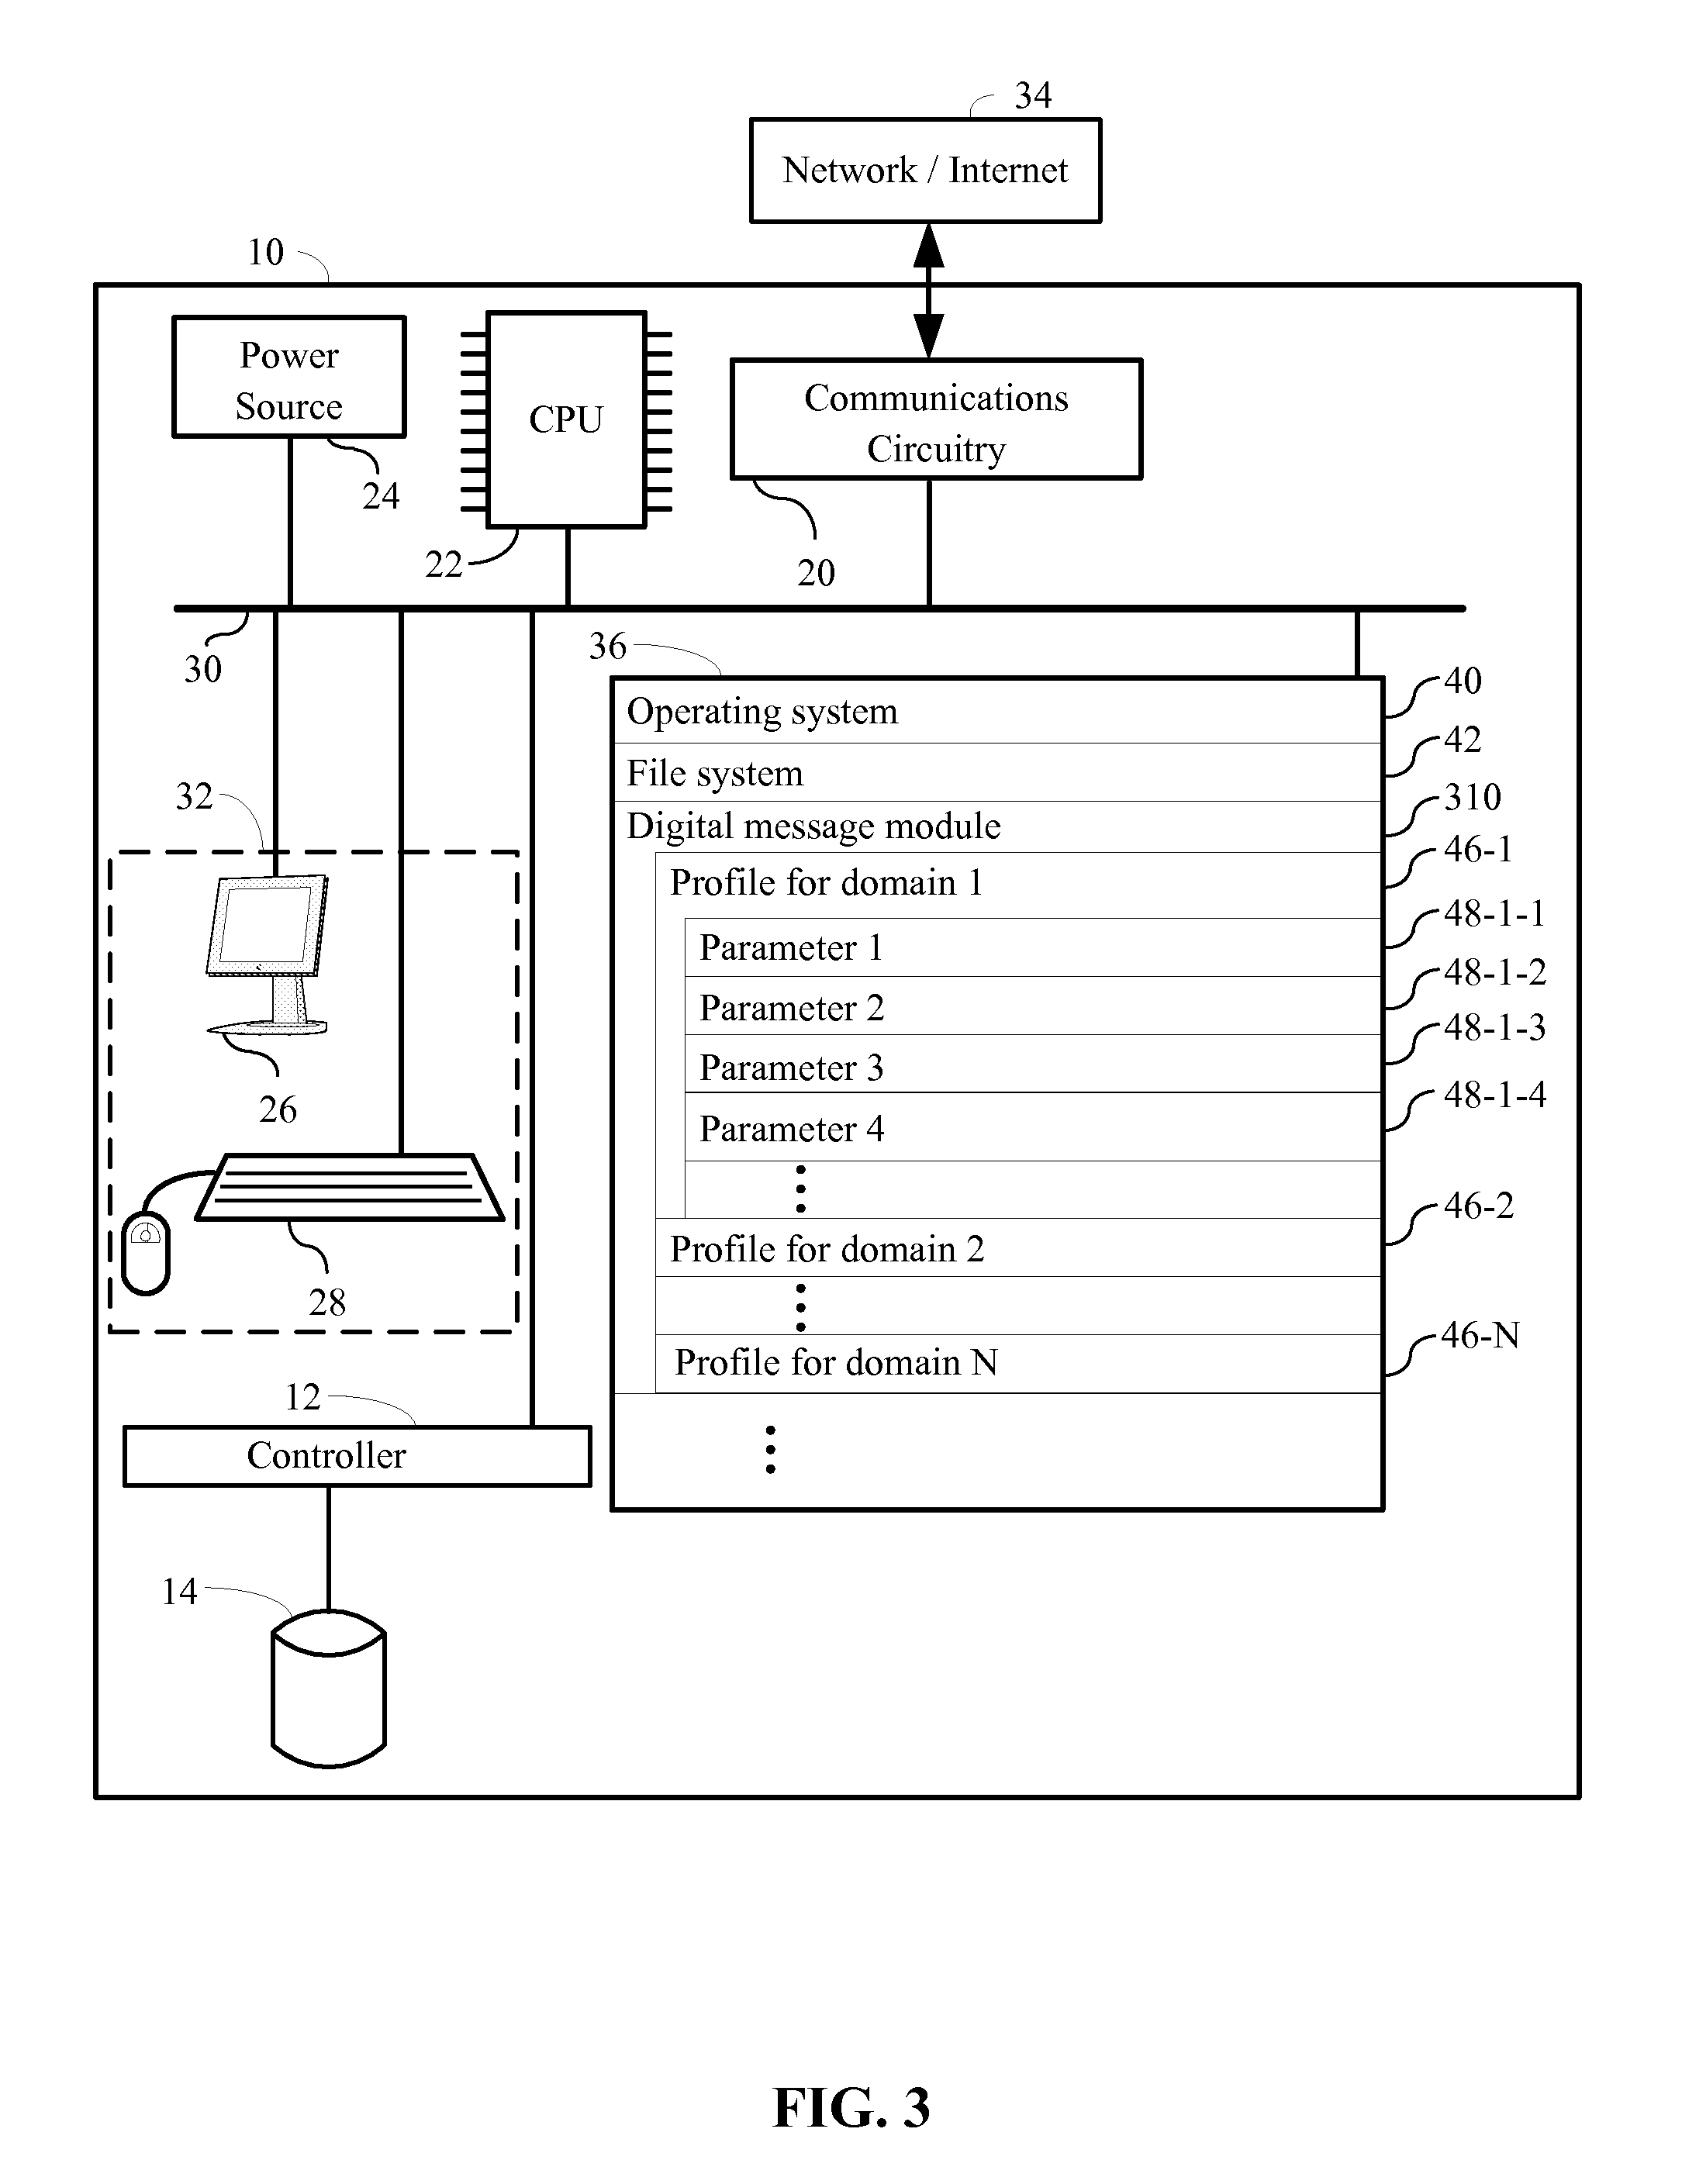 34
Network / Internet
10
Power
Source
24
CPU
22
Communications
Circuitry
20
30
36
Operating system
40
File system
42
Digital message module
310
Profile for domain 1
46-1
Parameter 1
48-1-1
Parameter 2
48-1-2
Parameter 3
48-1-3
Parameter 4
48-1-4
Profile for domain 2
46-2
Profile for domain N
46-N
32
26
28
12
Controller
14
FIG. 3